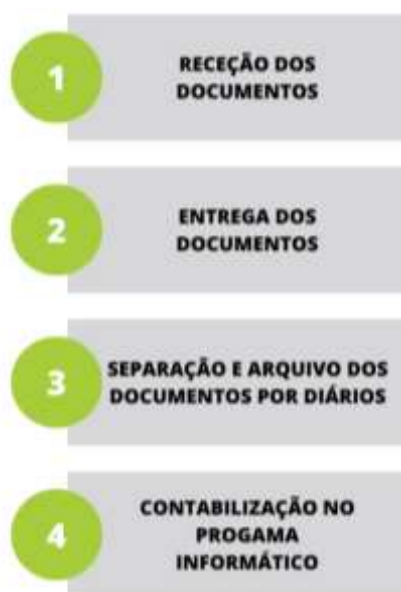 1
RECEÇÃO DOS
DOCUMENTOS
2
ENTREGA DOS
DOCUMENTOS
3
SEPARAÇÃO E ARQUIVO DOS
DOCUMENTOS POR DIÁRIOS
4
CONTABILIZAÇÃO NO
PROGAMA
INFORMÁTICO